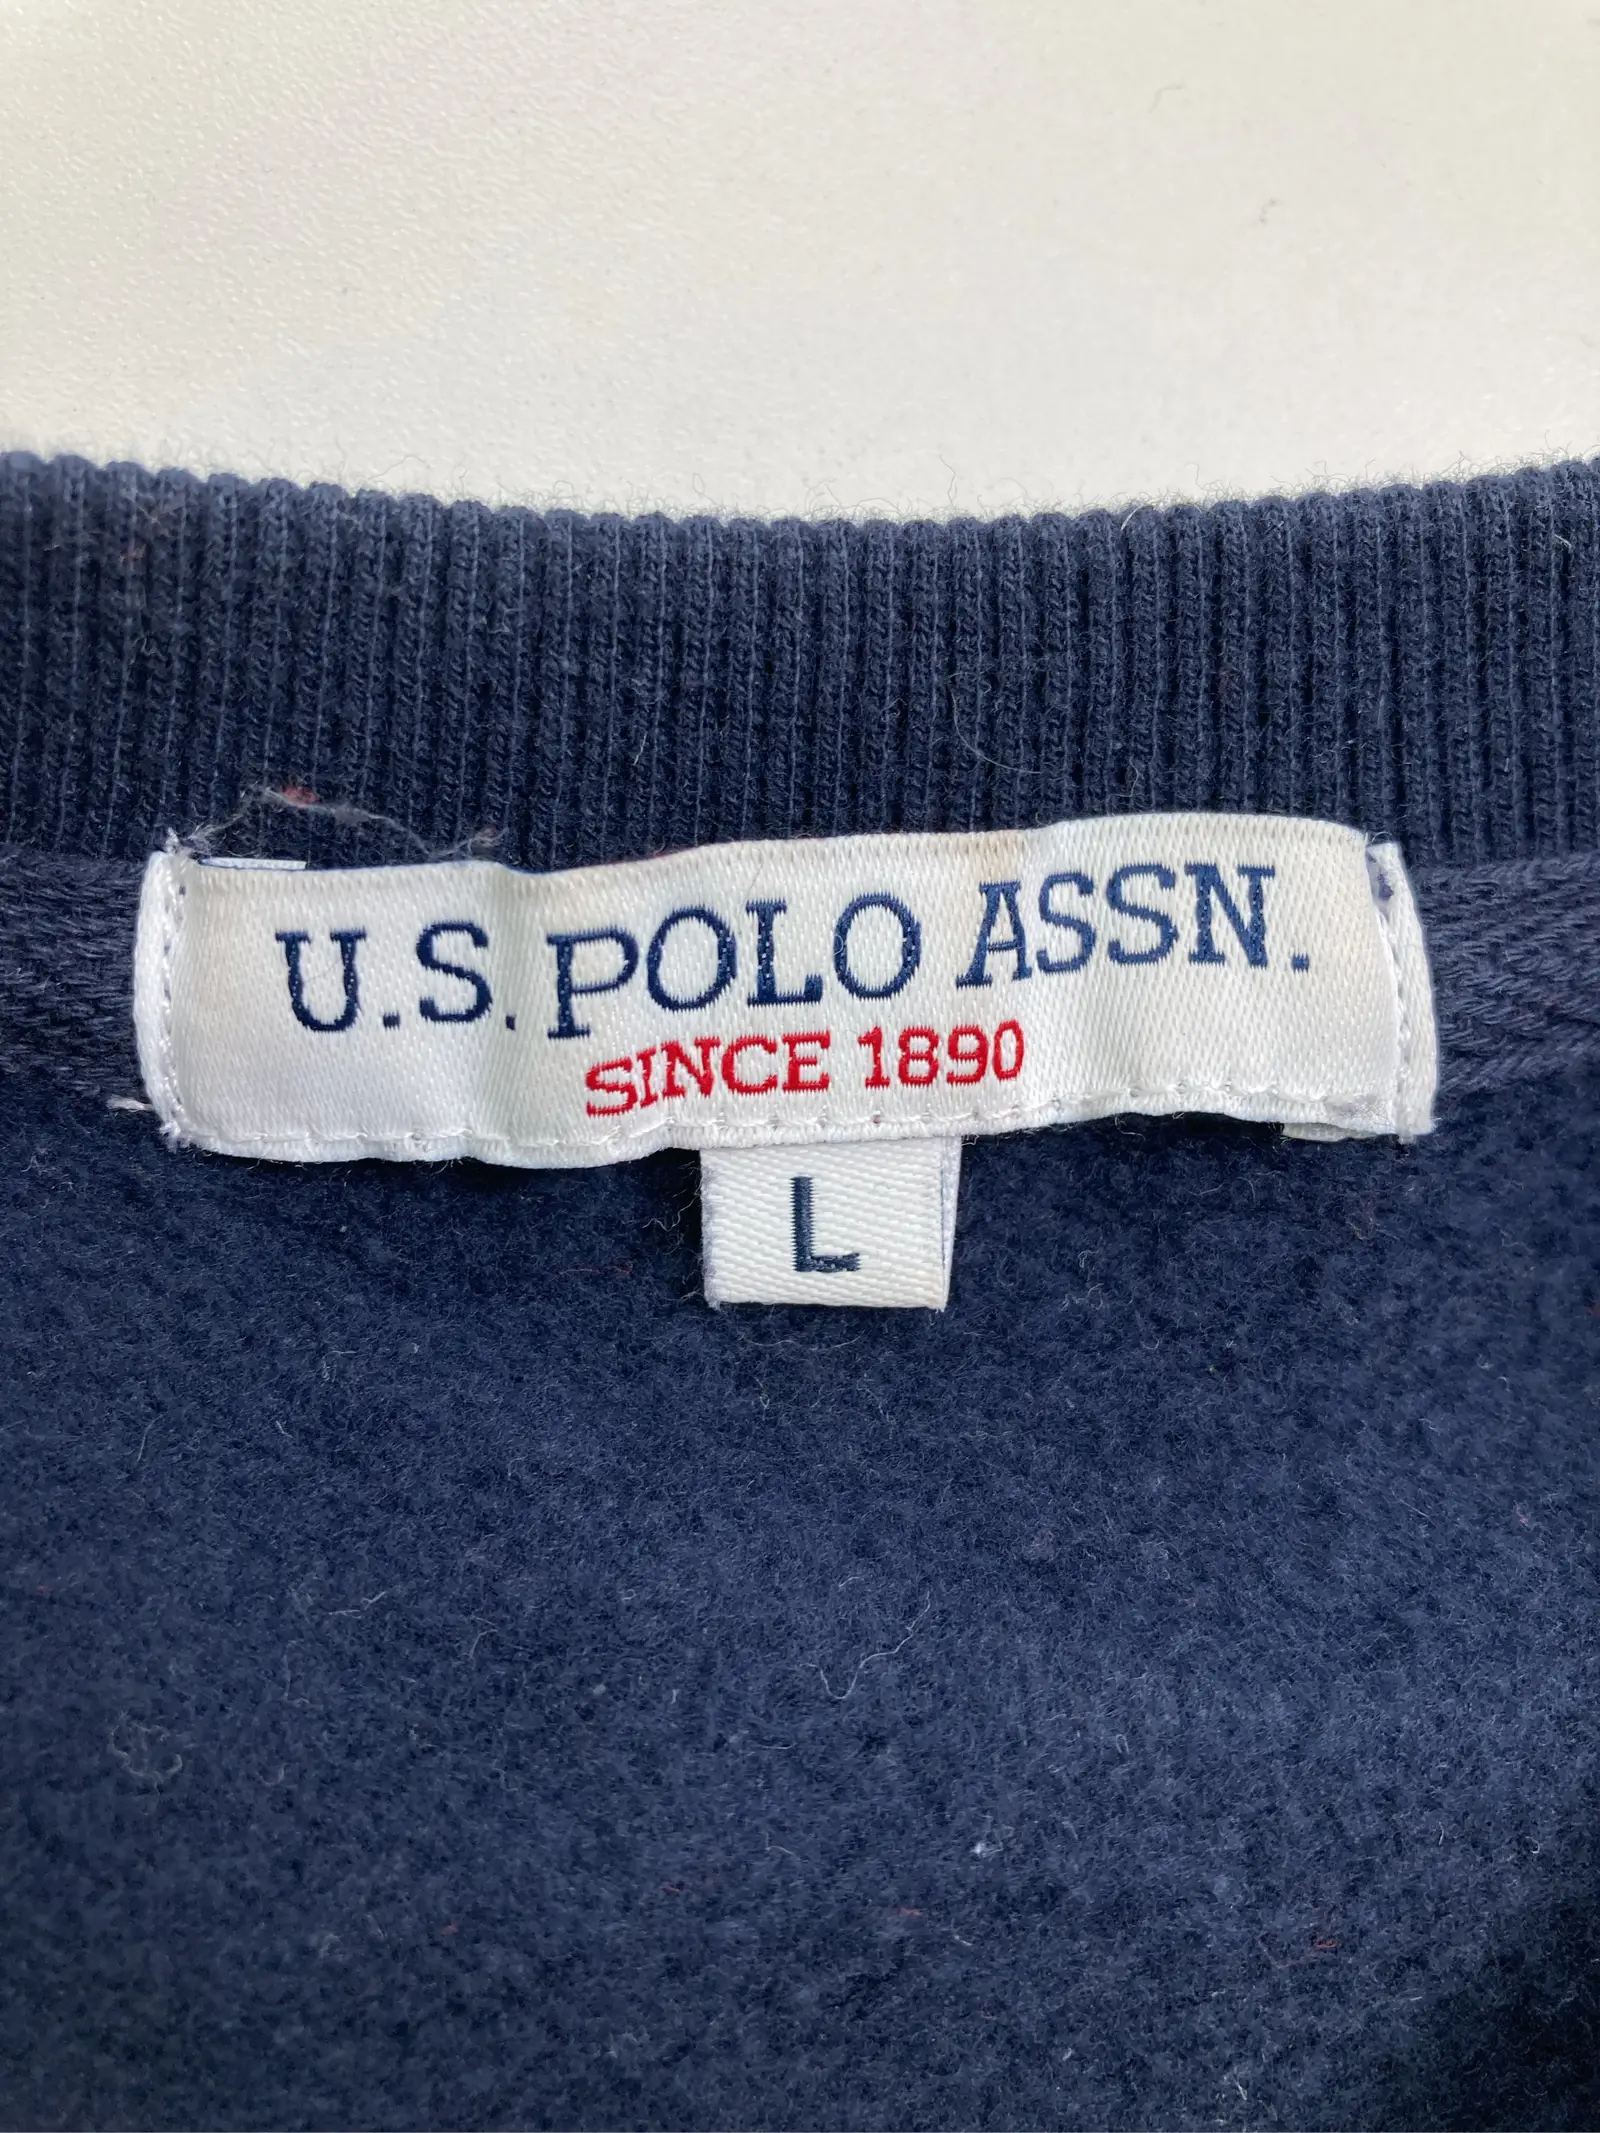 U.S. POLO ASSN.
SINCE 1890
L